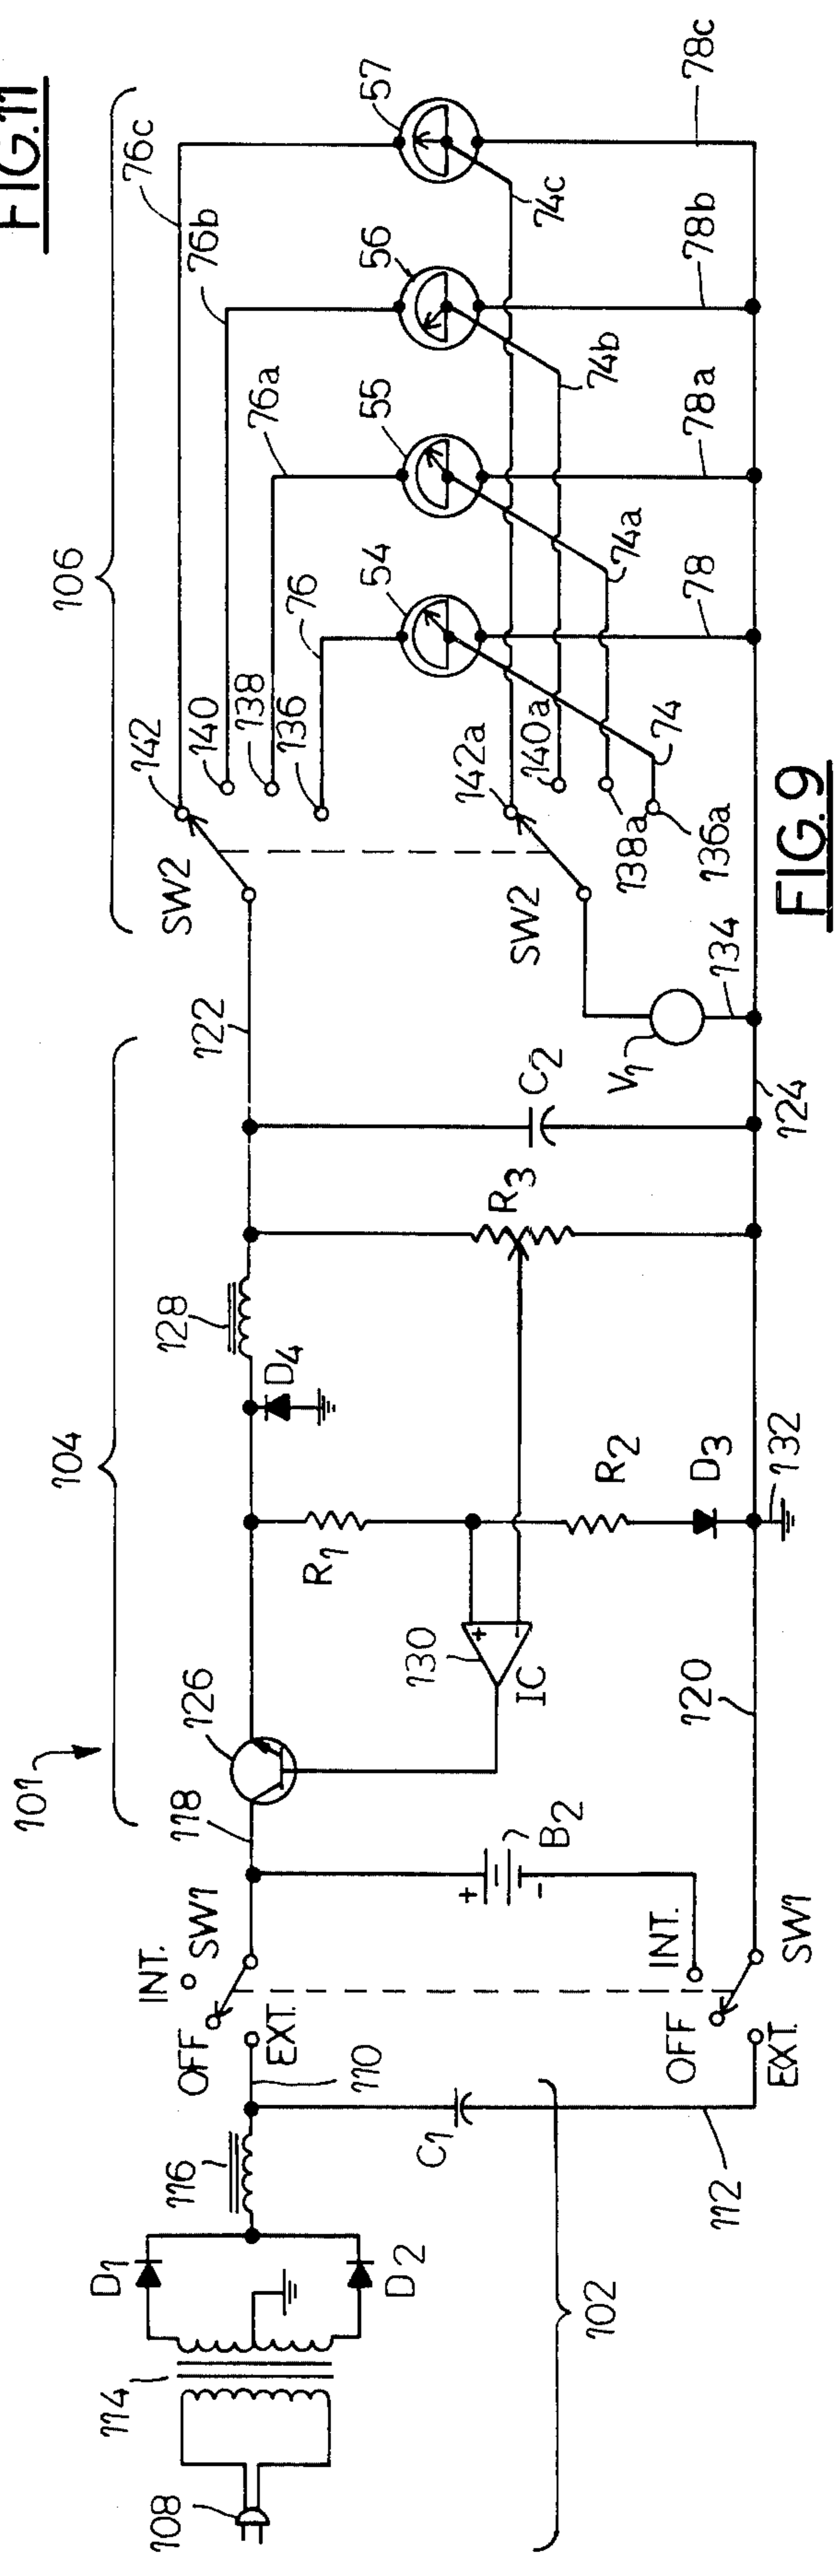 FIG. 11
106
76c
76b
76a
76
57
56
55
54
142
140
138
136
SW2
142a
140a
138a
136a
SW2
74c
74b
74a
74
78c
78b
78a
78
FIG. 9
104
122
128
D4
R3
C2
V1
134
124
101
126
118
R1
130
+
-
IC
R2
D3
132
120
INT.
SW1
OFF
EXT.
110
+
-
B2
INT.
OFF
SW1
EXT.
112
C1
116
D1
D2
114
108
102